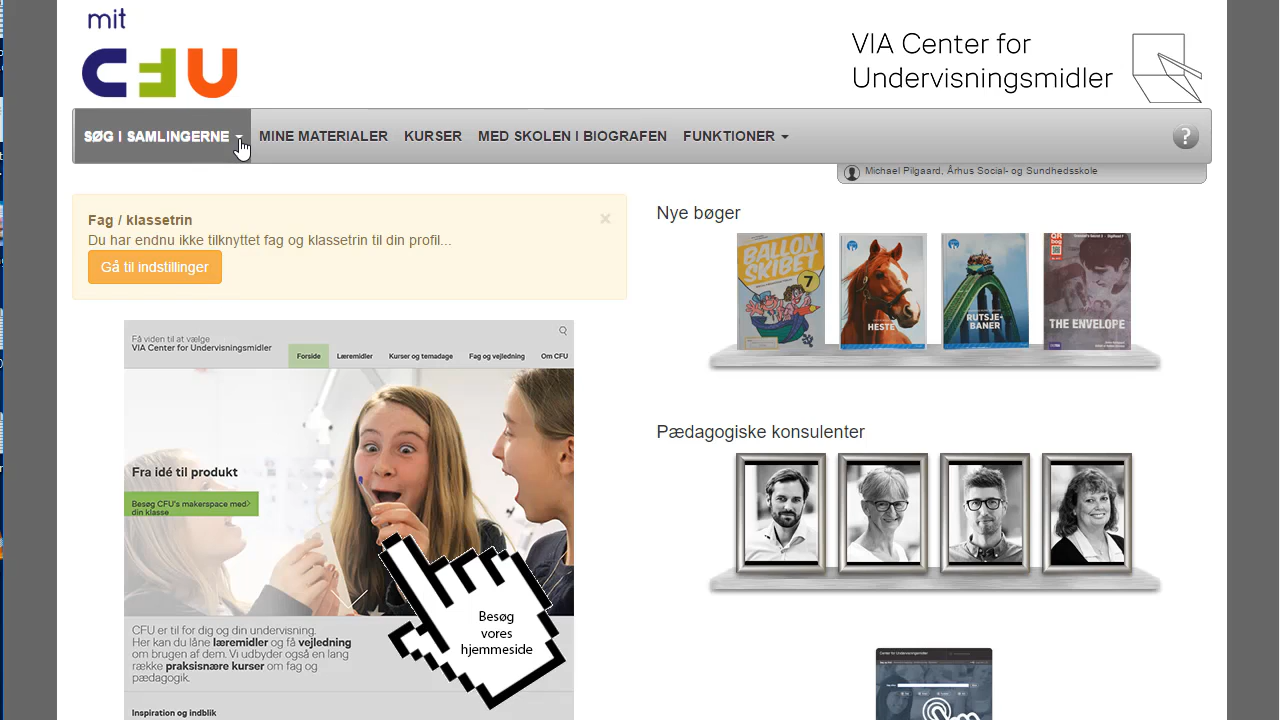 mit
CFU
VIA Center for
Undervisningsmidler
SØG I SAMLINGERNE
MINE MATERIALER
KURSER
MED SKOLEN I BIOGRAFEN
FUNKTIONER
?
Michael Pilgaard, Århus Social- og Sundhedsskole
Fag / klassetrin
×
Du har endnu ikke tilknyttet fag og klassetrin til din profil...
Gå til indstillinger
Nye bøger
BALLON
SKIBET
7
HESTE
RUTSJE-
BANER
THE ENVELOPE
Få viden til at vælge
VIA Center for Undervisningsmidler
Forside
Læremidler
Kurser og temadage
Fag og vejledning
Om CFU
Fra idé til produkt
Besøg CFU's makerspace med
din klasse
Besøg
vores
hjemmeside
CFU er til for dig og din undervisning.
Her kan du låne læremidler og få vejledning
om brugen af dem. Vi udbyder også en lang
række praksisnære kurser om fag og
pædagogik.
Inspiration og indblik
Pædagogiske konsulenter
Center for Undervisningsmidler